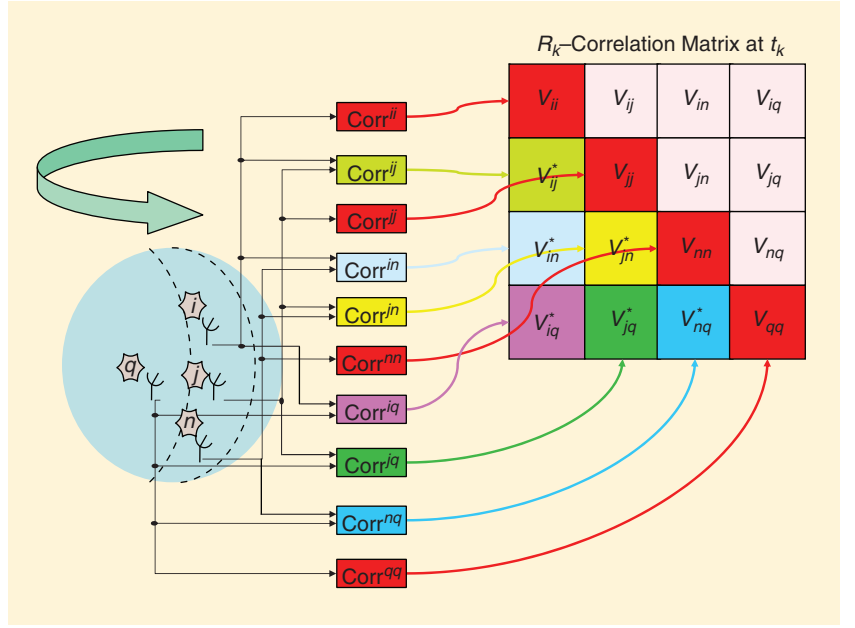 R_k–Correlation Matrix at t_k
V_ii V_ij V_in V_iq
V*_ij V_jj V_jn V_jq
V*_in V*_jn V_nn V_nq
V*_iq V*_jq V*_nq V_qq
Corr^ii
Corr^ij
Corr^jj
Corr^in
Corr^jn
Corr^nn
Corr^iq
Corr^jq
Corr^nq
Corr^qq
i
q
j
n